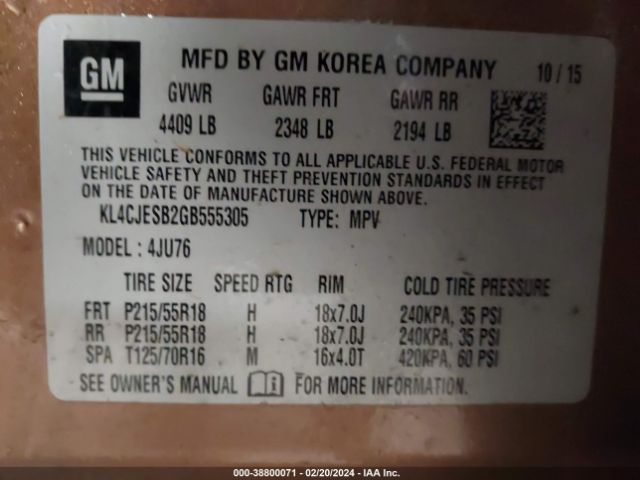 GM MFD BY GM KOREA COMPANY 10 / 15
GVWR GAWR FRT GAWR RR
4409 LB 2348 LB 2194 LB
THIS VEHICLE CONFORMS TO ALL APPLICABLE U.S. FEDERAL MOTOR
VEHICLE SAFETY AND THEFT PREVENTION STANDARDS IN EFFECT
ON THE DATE OF MANUFACTURE SHOWN ABOVE.
KL4CJESB2GB555305 TYPE: MPV
MODEL : 4JU76
TIRE SIZE SPEED RTG RIM COLD TIRE PRESSURE
FRT P215/55R18 H 18x7.0J 240KPA, 35 PSI
RR P215/55R18 H 18x7.0J 240KPA, 35 PSI
SPA T125/70R16 M 16x4.0T 420KPA, 60 PSI
SEE OWNER'S MANUAL FOR MORE INFORMATION.
000-38800071 - 02/20/2024 - IAA Inc.